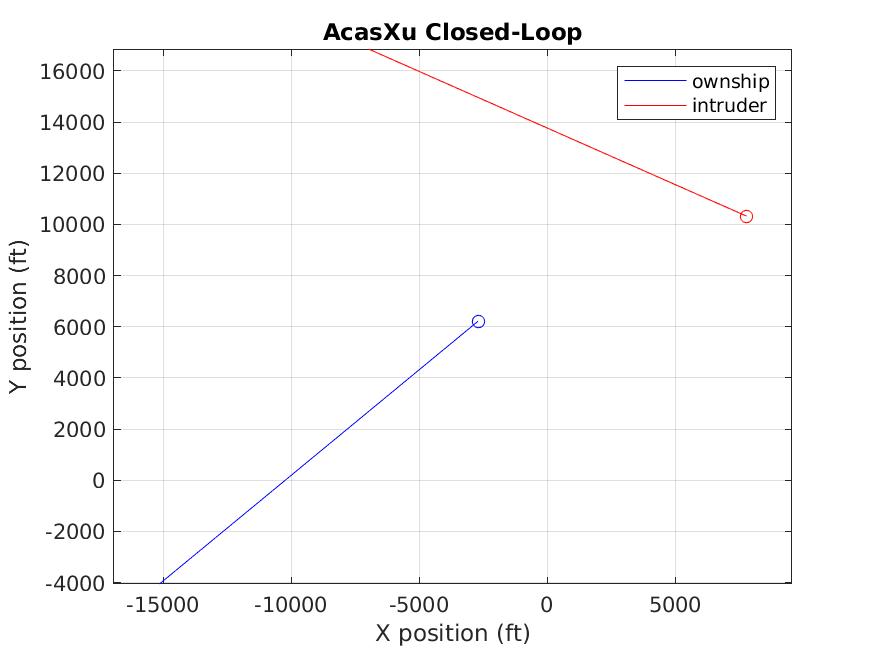 AcasXu Closed-Loop
ownship
intruder
16000
14000
12000
10000
8000
6000
4000
2000
0
-2000
-4000
Y position (ft)
-15000 -10000 -5000 0 5000
X position (ft)